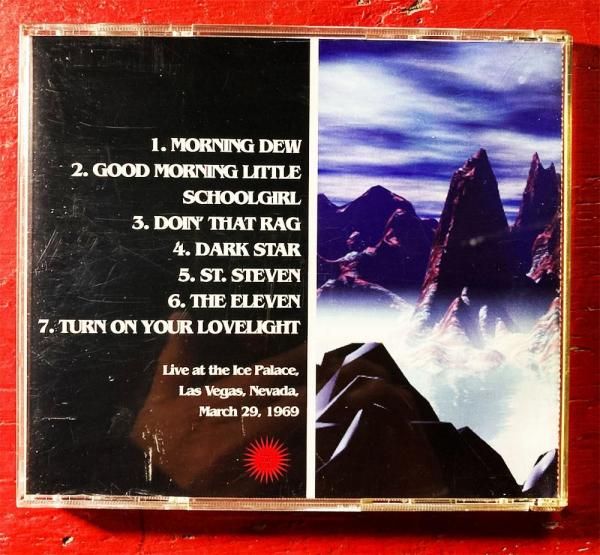 1. MORNING DEW
2. GOOD MORNING LITTLE
SCHOOLGIRL
3. DOIN' THAT RAG
4. DARK STAR
5. ST. STEVEN
6. THE ELEVEN
7. TURN ON YOUR LOVELIGHT
Live at the Ice Palace,
Las Vegas, Nevada,
March 29, 1969